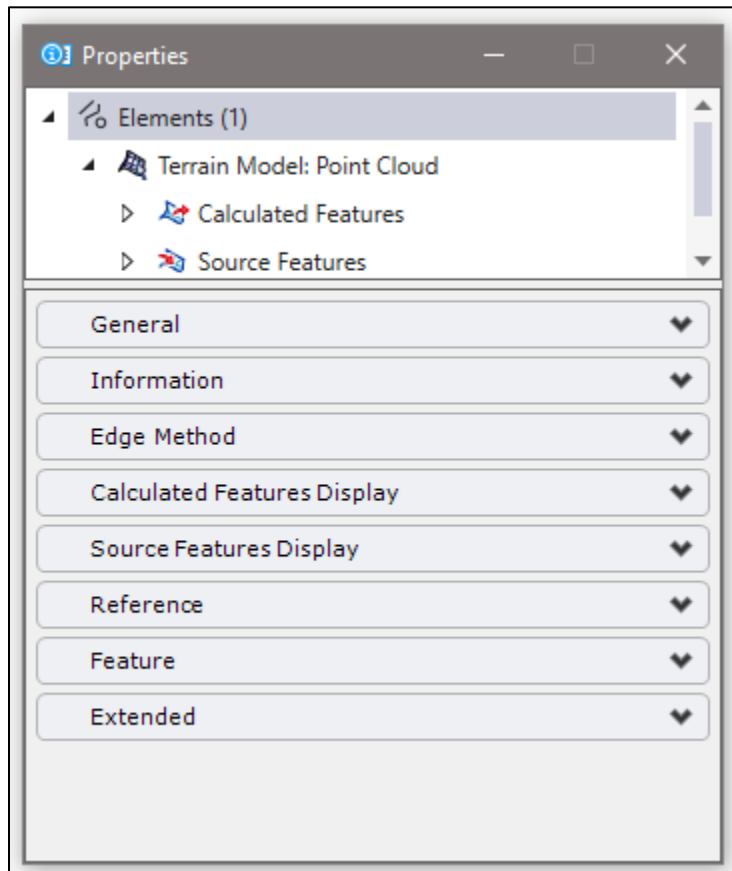 Properties
Elements (1)
Terrain Model: Point Cloud
Calculated Features
Source Features
General
Information
Edge Method
Calculated Features Display
Source Features Display
Reference
Feature
Extended